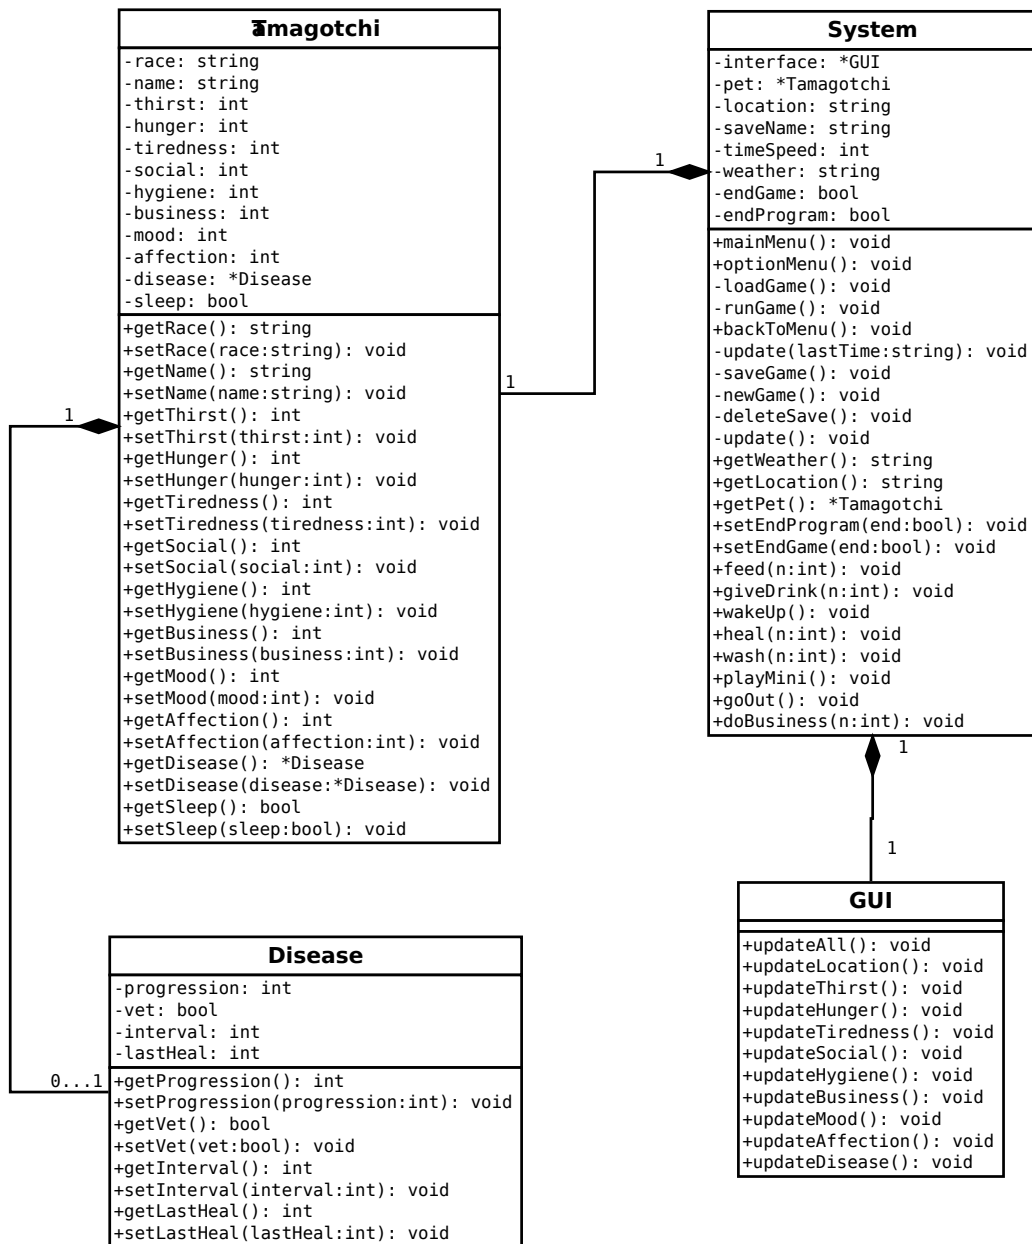 Tamagotchi
-race: string
-name: string
-thirst: int
-hunger: int
-tiredness: int
-social: int
-hygiene: int
-business: int
-mood: int
-affection: int
-disease: *Disease
-sleep: bool
+getRace(): string
+setRace(race:string): void
+getName(): string
+setName(name:string): void
+getThirst(): int
+setThirst(thirst:int): void
+getHunger(): int
+setHunger(hunger:int): void
+getTiredness(): int
+setTiredness(tiredness:int): void
+getSocial(): int
+setSocial(social:int): void
+getHygiene(): int
+setHygiene(hygiene:int): void
+getBusiness(): int
+setBusiness(business:int): void
+getMood(): int
+setMood(mood:int): void
+getAffection(): int
+setAffection(affection:int): void
+getDisease(): *Disease
+setDisease(disease:*Disease): void
+getSleep(): bool
+setSleep(sleep:bool): void
1
1
System
-interface: *GUI
-pet: *Tamagotchi
-location: string
-saveName: string
-timeSpeed: int
-weather: string
-endGame: bool
-endProgram: bool
+mainMenu(): void
+optionMenu(): void
-loadGame(): void
-runGame(): void
+backToMenu(): void
-update(lastTime:string): void
-saveGame(): void
-newGame(): void
-deleteSave(): void
-update(): void
+getWeather(): string
+getLocation(): string
+getPet(): *Tamagotchi
+setEndProgram(end:bool): void
+setEndGame(end:bool): void
+feed(n:int): void
+giveDrink(n:int): void
+wakeUp(): void
+heal(n:int): void
+wash(n:int): void
+playMini(): void
+goOut(): void
+doBusiness(n:int): void
1
1
1
0...1
Disease
-progression: int
-vet: bool
-interval: int
-lastHeal: int
+getProgression(): int
+setProgression(progression:int): void
+getVet(): bool
+setVet(vet:bool): void
+getInterval(): int
+setInterval(interval:int): void
+getLastHeal(): int
+setLastHeal(lastHeal:int): void
GUI
+updateAll(): void
+updateLocation(): void
+updateThirst(): void
+updateHunger(): void
+updateTiredness(): void
+updateSocial(): void
+updateHygiene(): void
+updateBusiness(): void
+updateMood(): void
+updateAffection(): void
+updateDisease(): void